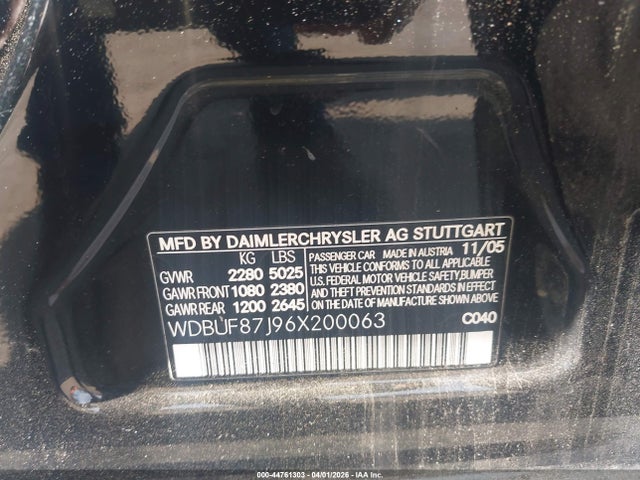 MFD BY DAIMLERCHRYSLER AG STUTTGART
KG LBS PASSENGER CAR MADE IN AUSTRIA 11/05
GVWR 2280 5025 THIS VEHICLE CONFORMS TO ALL APPLICABLE
U.S. FEDERAL MOTOR VEHICLE SAFETY, BUMPER
GAWR FRONT 1080 2380 AND THEFT PREVENTION STANDARDS IN EFFECT
GAWR REAR 1200 2645 ON THE DATE OF MANUFACTURE SHOWN ABOVE.
WDBUF87J96X200063 C040
000-44761303 - 04/01/2026 - IAA Inc.